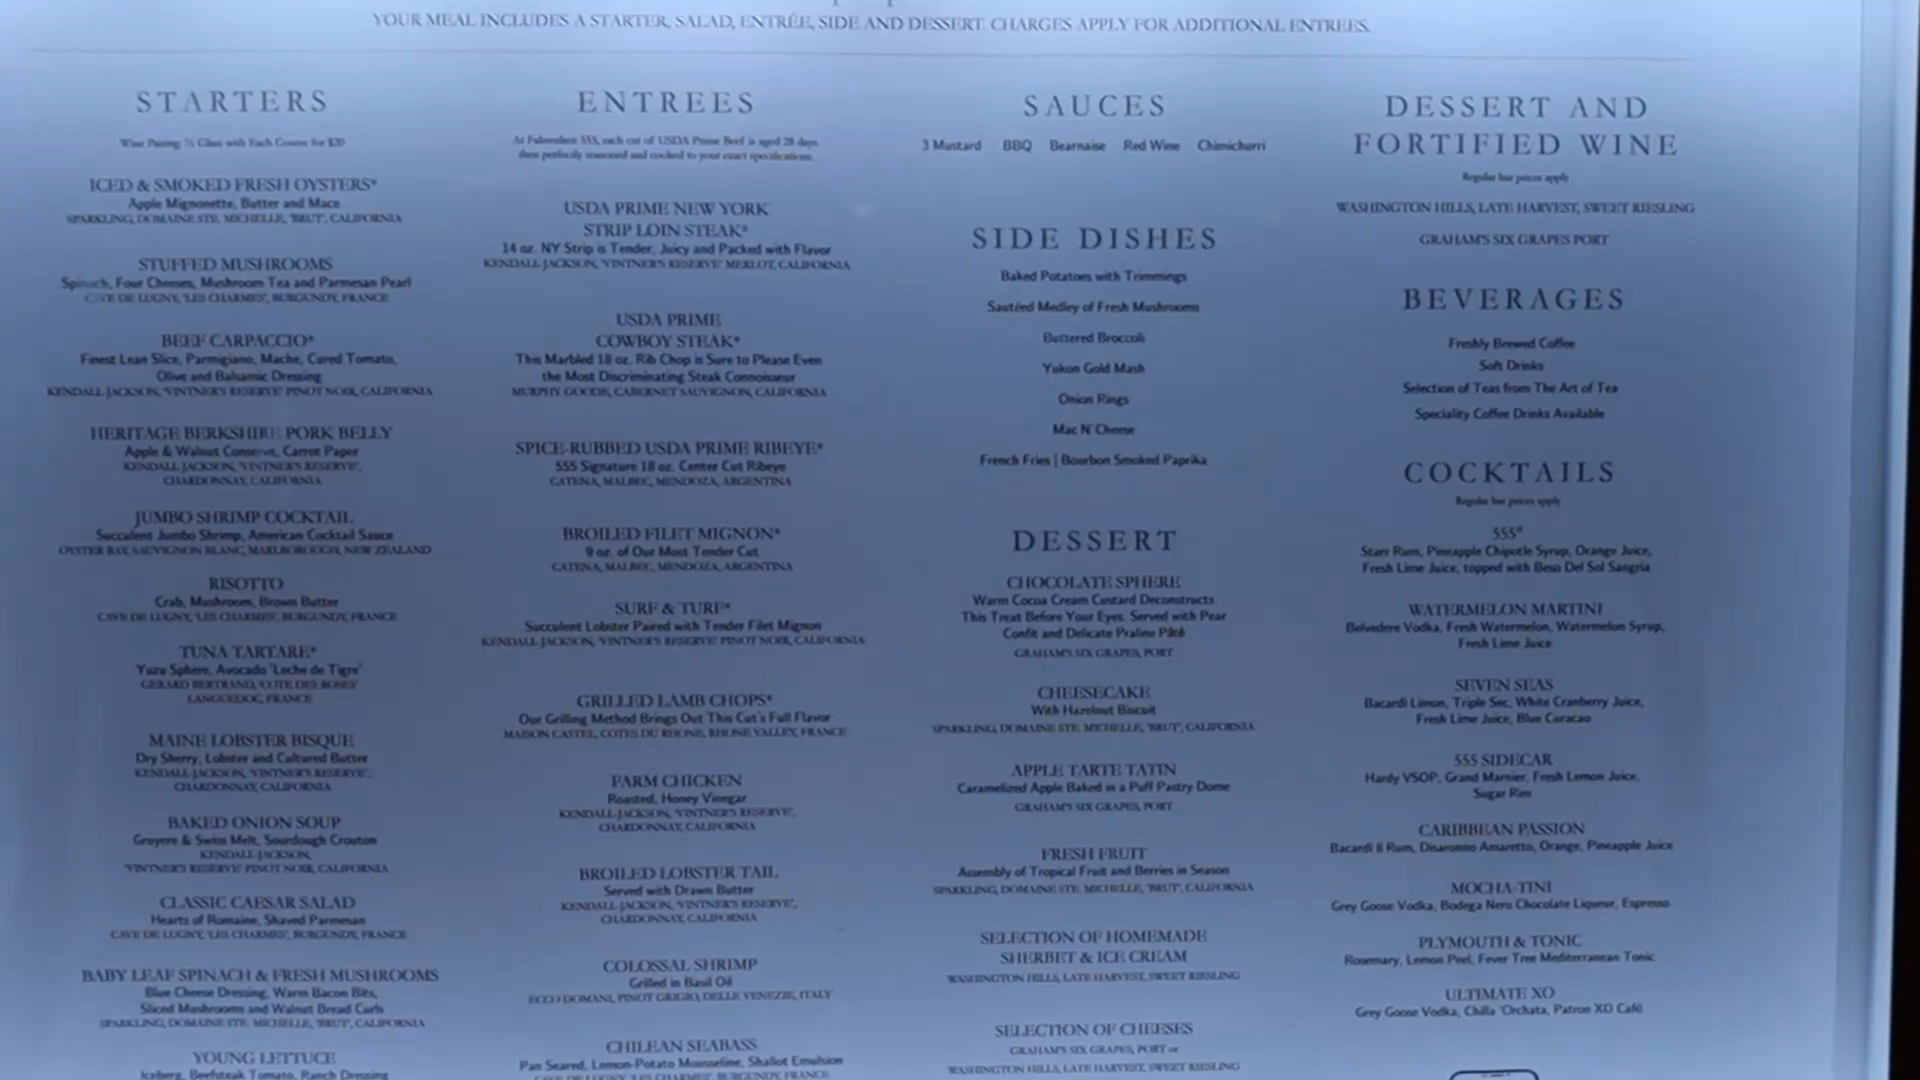 YOUR MEAL INCLUDES A STARTER, SALAD, ENTRÉE, SIDE AND DESSERT. CHARGES APPLY FOR ADDITIONAL ENTREES.
STARTERS
Wine Pairing ½ Glass with Each Course for $20
ICED & SMOKED FRESH OYSTERS*
Apple Mignonette, Butter and Mace
SPARKLING, DOMAINE STE. MICHELLE, 'BRUT', CALIFORNIA
STUFFED MUSHROOMS
Spinach, Four Cheeses, Mushroom Tea and Parmesan Pearl
CAVE DE LUGNY, 'LES CHARMES', BURGUNDY, FRANCE
BEEF CARPACCIO*
Finest Lean Slice, Parmigiano, Mache, Cured Tomato,
Olive and Balsamic Dressing
KENDALL-JACKSON, 'VINTNER'S RESERVE' PINOT NOIR, CALIFORNIA
HERITAGE BERKSHIRE PORK BELLY
Apple & Walnut Conserve, Carrot Paper
KENDALL-JACKSON, 'VINTNER'S RESERVE',
CHARDONNAY, CALIFORNIA
JUMBO SHRIMP COCKTAIL
Succulent Jumbo Shrimp, American Cocktail Sauce
OYSTER BAY, SAUVIGNON BLANC, MARLBOROUGH, NEW ZEALAND
RISOTTO
Crab, Mushroom, Brown Butter
CAVE DE LUGNY, 'LES CHARMES', BURGUNDY, FRANCE
TUNA TARTARE*
Yuzu Sphere, Avocado 'Leche de Tigre'
GERARD BERTRAND, 'COTE DES ROSES'
LANGUEDOC, FRANCE
MAINE LOBSTER BISQUE
Dry Sherry, Lobster and Cultured Butter
KENDALL-JACKSON, 'VINTNER'S RESERVE',
CHARDONNAY, CALIFORNIA
BAKED ONION SOUP
Gruyere & Swiss Melt, Sourdough Crouton
KENDALL-JACKSON,
'VINTNER'S RESERVE' PINOT NOIR, CALIFORNIA
CLASSIC CAESAR SALAD
Hearts of Romaine, Shaved Parmesan
CAVE DE LUGNY, 'LES CHARMES', BURGUNDY, FRANCE
BABY LEAF SPINACH & FRESH MUSHROOMS
Blue Cheese Dressing, Warm Bacon Bits,
Sliced Mushrooms and Walnut Bread Curls
SPARKLING, DOMAINE STE. MICHELLE, 'BRUT', CALIFORNIA
YOUNG LETTUCE
Iceberg, Beefsteak Tomato, Ranch Dressing
ENTREES
At Fahrenheit 555, each cut of USDA Prime Beef is aged 28 days,
then perfectly seasoned and cooked to your exact specifications.
USDA PRIME NEW YORK
STRIP LOIN STEAK*
14 oz. NY Strip is Tender, Juicy and Packed with Flavor
KENDALL-JACKSON, 'VINTNER'S RESERVE' MERLOT, CALIFORNIA
USDA PRIME
COWBOY STEAK*
This Marbled 18 oz. Rib Chop is Sure to Please Even
the Most Discriminating Steak Connoisseur
MURPHY GOODE, CABERNET SAUVIGNON, CALIFORNIA
SPICE-RUBBED USDA PRIME RIBEYE*
555 Signature 18 oz. Center Cut Ribeye
CATENA, MALBEC, MENDOZA, ARGENTINA
BROILED FILET MIGNON*
9 oz. of Our Most Tender Cut
CATENA, MALBEC, MENDOZA, ARGENTINA
SURF & TURF*
Succulent Lobster Paired with Tender Filet Mignon
KENDALL-JACKSON, 'VINTNER'S RESERVE' PINOT NOIR, CALIFORNIA
GRILLED LAMB CHOPS*
Our Grilling Method Brings Out This Cut's Full Flavor
MAISON CASTEL, COTES DU RHONE, RHONE VALLEY, FRANCE
FARM CHICKEN
Roasted, Honey Vinegar
KENDALL-JACKSON, 'VINTNER'S RESERVE',
CHARDONNAY, CALIFORNIA
BROILED LOBSTER TAIL
Served with Drawn Butter
KENDALL-JACKSON, 'VINTNER'S RESERVE',
CHARDONNAY, CALIFORNIA
COLOSSAL SHRIMP
Grilled in Basil Oil
ECCO DOMANI, PINOT GRIGIO, DELLE VENEZIE, ITALY
CHILEAN SEABASS
Pan Seared, Lemon-Potato Mousseline, Shallot Emulsion
CAVE DE LUGNY, 'LES CHARMES', BURGUNDY, FRANCE
SAUCES
3 Mustard BBQ Bearnaise Red Wine Chimichurri
SIDE DISHES
Baked Potatoes with Trimmings
Sautéed Medley of Fresh Mushrooms
Buttered Broccoli
Yukon Gold Mash
Onion Rings
Mac N' Cheese
French Fries | Bourbon Smoked Paprika
DESSERT
CHOCOLATE SPHERE
Warm Cocoa Cream Custard Deconstructs
This Treat Before Your Eyes. Served with Pear
Confit and Delicate Praline Pâté
GRAHAM'S SIX GRAPES, PORT
CHEESECAKE
With Hazelnut Biscuit
SPARKLING, DOMAINE STE. MICHELLE, 'BRUT', CALIFORNIA
APPLE TARTE TATIN
Caramelized Apple Baked in a Puff Pastry Dome
GRAHAM'S SIX GRAPES, PORT
FRESH FRUIT
Assembly of Tropical Fruit and Berries in Season
SPARKLING, DOMAINE STE. MICHELLE, 'BRUT', CALIFORNIA
SELECTION OF HOMEMADE
SHERBET & ICE CREAM
WASHINGTON HILLS, LATE HARVEST, SWEET RIESLING
SELECTION OF CHEESES
GRAHAM'S SIX GRAPES, PORT or
WASHINGTON HILLS, LATE HARVEST, SWEET RIESLING
DESSERT AND
FORTIFIED WINE
Regular bar prices apply
WASHINGTON HILLS, LATE HARVEST, SWEET RIESLING
GRAHAM'S SIX GRAPES PORT
BEVERAGES
Freshly Brewed Coffee
Soft Drinks
Selection of Teas from The Art of Tea
Speciality Coffee Drinks Available
COCKTAILS
Regular bar prices apply
555°
Starr Rum, Pineapple Chipotle Syrup, Orange Juice,
Fresh Lime Juice, topped with Beso Del Sol Sangria
WATERMELON MARTINI
Belvedere Vodka, Fresh Watermelon, Watermelon Syrup,
Fresh Lime Juice
SEVEN SEAS
Bacardi Limon, Triple Sec, White Cranberry Juice,
Fresh Lime Juice, Blue Curacao
555 SIDECAR
Hardy VSOP, Grand Marnier, Fresh Lemon Juice,
Sugar Rim
CARIBBEAN PASSION
Bacardi 8 Rum, Disaronno Amaretto, Orange, Pineapple Juice
MOCHA-TINI
Grey Goose Vodka, Bodega Nero Chocolate Liqueur, Espresso
PLYMOUTH & TONIC
Rosemary, Lemon Peel, Fever Tree Mediterranean Tonic
ULTIMATE XO
Grey Goose Vodka, Chilla 'Orchata, Patron XO Café